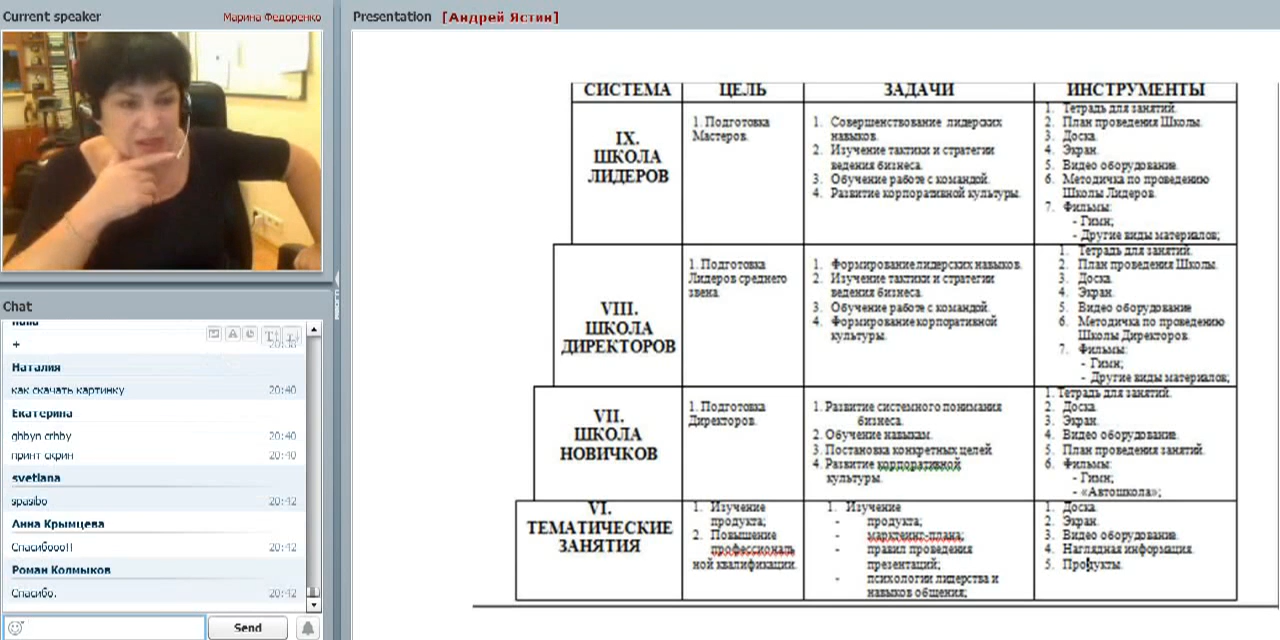 Current speaker
Марина Федоренко
Presentation [Андрей Ястин]
Chat
+
Наталия
как скачать картинку 20:40
Екатерина
ghbyn crhby 20:40
принт скрин 20:40
svetlana
spasibo 20:42
Анна Крымцева
Спасибооо!! 20:42
Роман Колмыков
Спасибо. 20:42
Send
СИСТЕМА ЦЕЛЬ ЗАДАЧИ ИНСТРУМЕНТЫ
IX.
ШКОЛА
ЛИДЕРОВ
1. Подготовка
Мастеров.
1. Совершенствование лидерских
навыков.
2. Изучение тактики и стратегии
ведения бизнеса.
3. Обучение работе с командой.
4. Развитие корпоративной культуры.
1. Тетрадь для занятий.
2. План проведения Школы.
3. Доска.
4. Экран.
5. Видео оборудование.
6. Методичка по проведению
Школы Лидеров.
7. Фильмы:
- Гимн;
- Другие виды материалов;
VIII.
ШКОЛА
ДИРЕКТОРОВ
1. Подготовка
Лидеров среднего
звена.
1. Формирование лидерских навыков.
2. Изучение тактики и стратегии
ведения бизнеса.
3. Обучение работе с командой.
4. Формирование корпоративной
культуры.
1. Тетрадь для занятий.
2. План проведения Школы.
3. Доска.
4. Экран.
5. Видео оборудование
6. Методичка по проведению
Школы Директоров.
7. Фильмы:
- Гимн;
- Другие виды материалов;
VII.
ШКОЛА
НОВИЧКОВ
1. Подготовка
Директоров.
1. Развитие системного понимания
бизнеса.
2. Обучение навыкам.
3. Постановка конкретных целей.
4. Развитие корпоративной
культуры.
1. Тетрадь для занятий.
2. Доска.
3. Экран.
4. Видео оборудование.
5. План проведения занятий.
6. Фильмы:
- Гимн;
- «Автошкола»;
VI.
ТЕМАТИЧЕСКИЕ
ЗАНЯТИЯ
1. Изучение
продукта;
2. Повышение
профессиональ
ной квалификации.
1. Изучение
- продукта;
- марктеинг-плана;
- правил проведения
презентаций;
- психологии лидерства и
навыков общения;
1. Доска.
2. Экран.
3. Видео оборудование.
4. Наглядная информация.
5. Продукты.